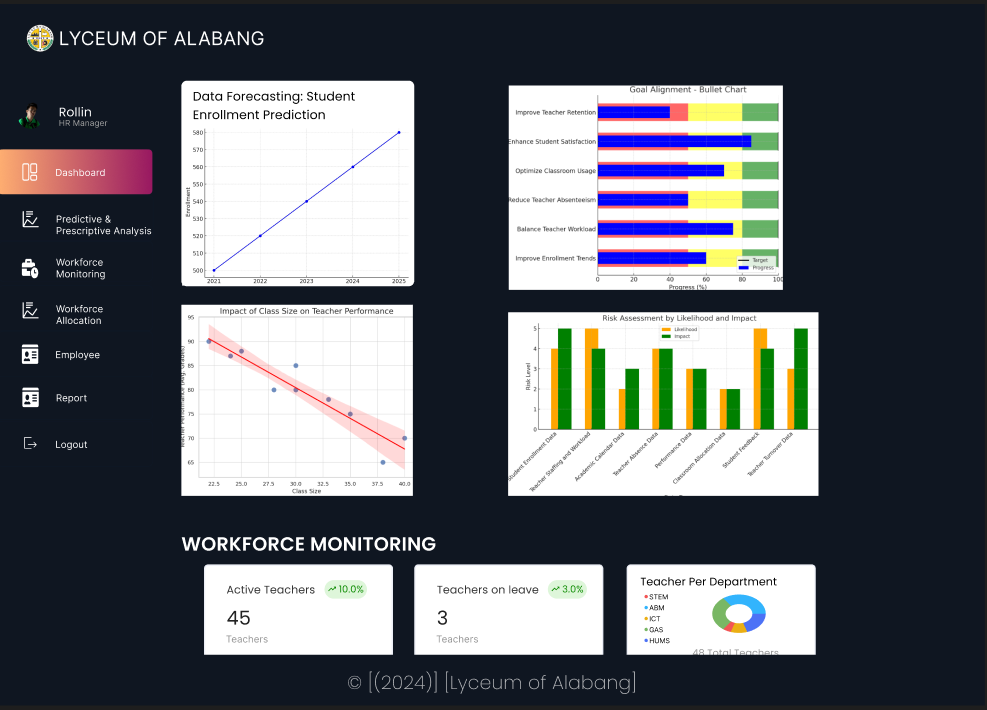 LYCEUM OF ALABANG
Rollin
HR Manager
Dashboard
Predictive &
Prescriptive Analysis
Workforce
Monitoring
Workforce
Allocation
Employee
Report
Logout
Data Forecasting: Student
Enrollment Prediction
Enrollment
580
570
560
550
540
530
520
510
500
2021 2022 2023 2024 2025
Goal Alignment - Bullet Chart
Improve Teacher Retention
Enhance Student Satisfaction
Optimize Classroom Usage
Reduce Teacher Absenteeism
Balance Teacher Workload
Improve Enrollment Trends
Target
Progress
0 20 40 60 80 100
Progress (%)
Impact of Class Size on Teacher Performance
Teacher Performance (Avg. Grades)
95
90
85
80
75
70
65
22.5 25.0 27.5 30.0 32.5 35.0 37.5 40.0
Class Size
Risk Assessment by Likelihood and Impact
Likelihood
Impact
Risk Level
5
4
3
2
1
0
Student Enrollment Data
Teacher Staffing and Workload
Academic Calendar Data
Teacher Absence Data
Performance Data
Classroom Allocation Data
Student Feedback
Teacher Turnover Data
WORKFORCE MONITORING
Active Teachers 10.0%
45
Teachers
Teachers on leave 3.0%
3
Teachers
Teacher Per Department
STEM
ABM
ICT
GAS
HUMS
48 Total Teachers
© [(2024)] [Lyceum of Alabang]